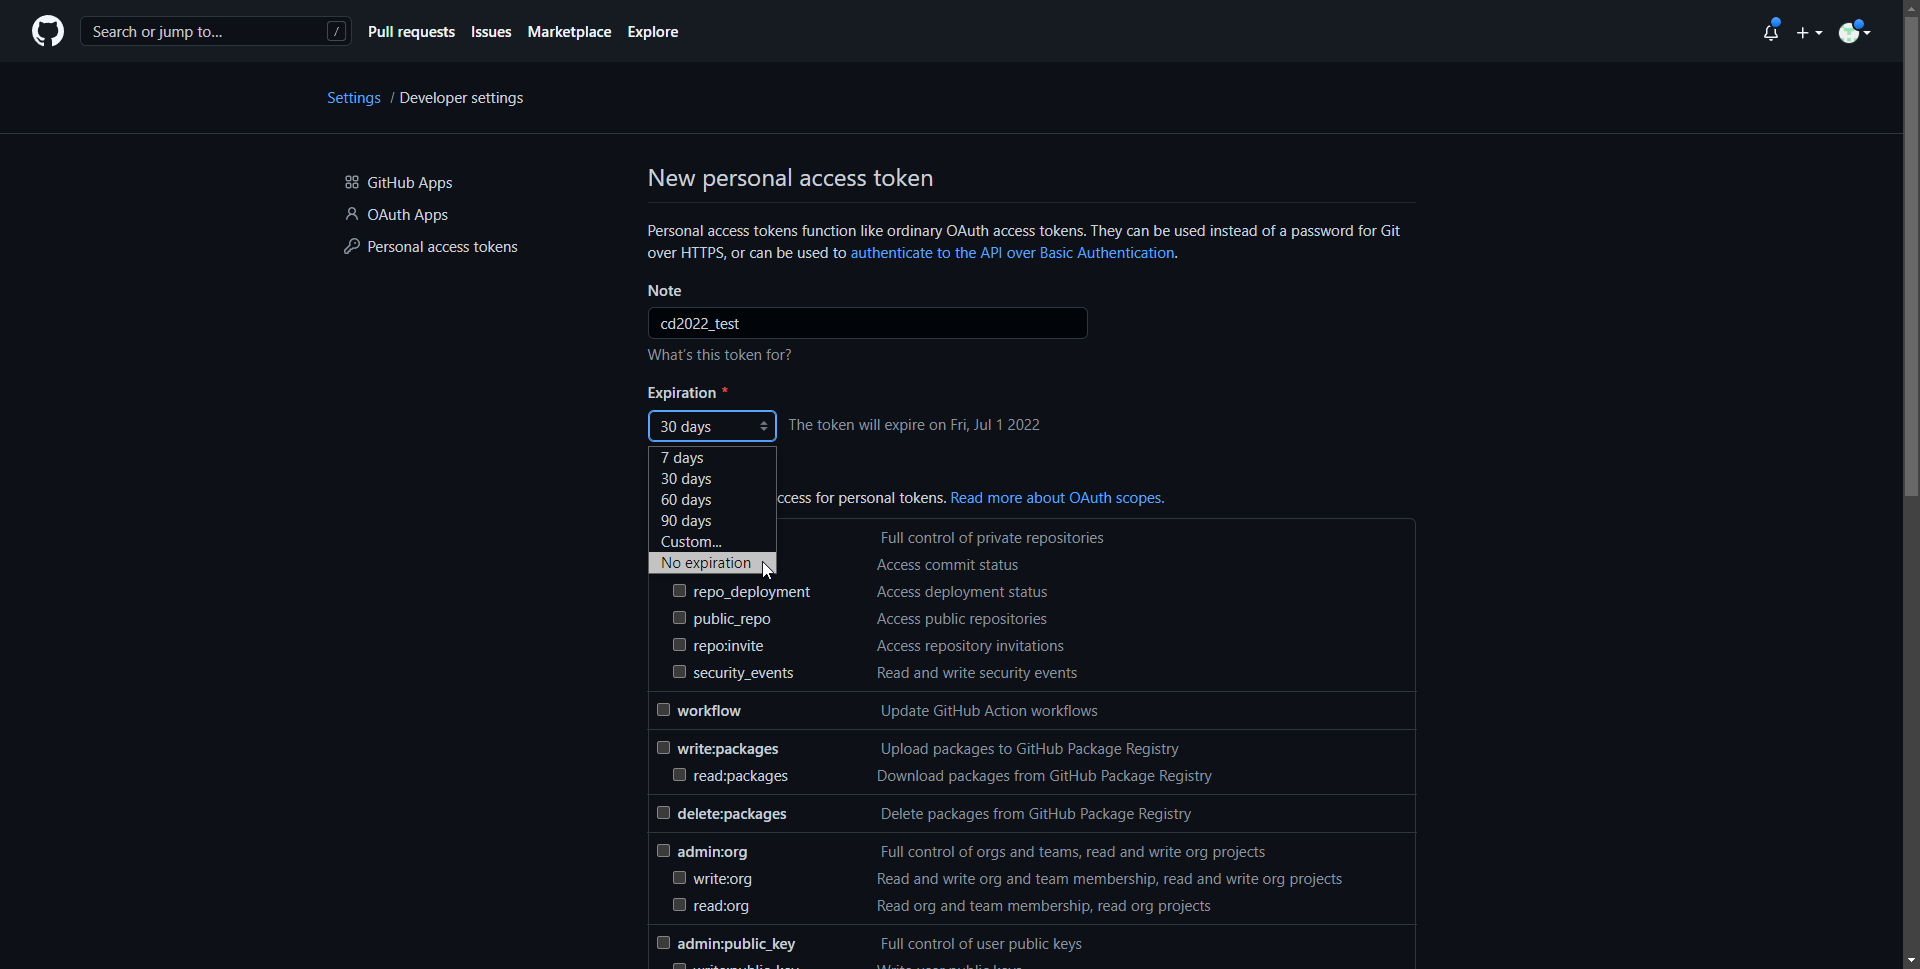 Search or jump to... /
Pull requests Issues Marketplace Explore
Settings / Developer settings
GitHub Apps
OAuth Apps
Personal access tokens
New personal access token
Personal access tokens function like ordinary OAuth access tokens. They can be used instead of a password for Git
over HTTPS, or can be used to authenticate to the API over Basic Authentication.
Note
cd2022_test
What's this token for?
Expiration *
30 days The token will expire on Fri, Jul 1 2022
7 days
30 days
60 days
90 days
Custom...
No expiration
ccess for personal tokens. Read more about OAuth scopes.
Full control of private repositories
Access commit status
repo_deployment Access deployment status
public_repo Access public repositories
repo:invite Access repository invitations
security_events Read and write security events
workflow Update GitHub Action workflows
write:packages Upload packages to GitHub Package Registry
read:packages Download packages from GitHub Package Registry
delete:packages Delete packages from GitHub Package Registry
admin:org Full control of orgs and teams, read and write org projects
write:org Read and write org and team membership, read and write org projects
read:org Read org and team membership, read org projects
admin:public_key Full control of user public keys